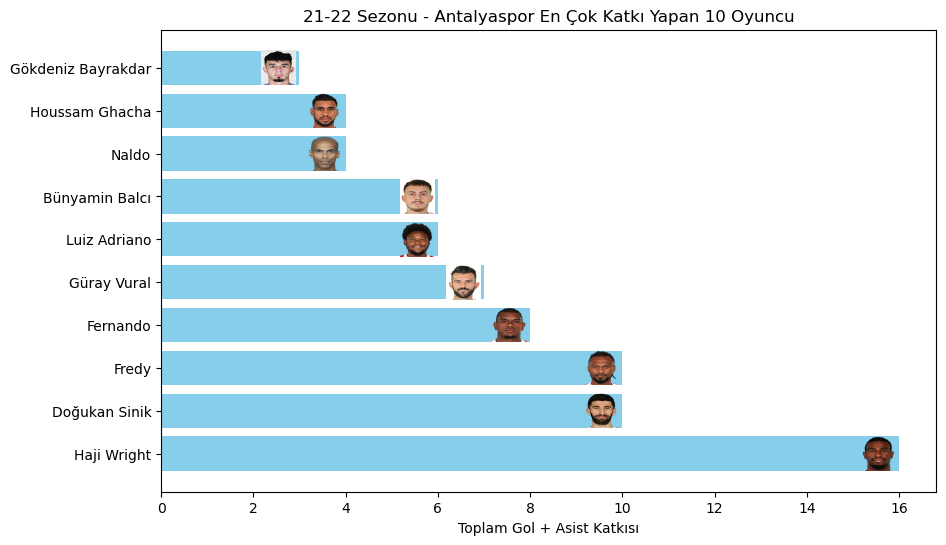 21-22 Sezonu - Antalyaspor En Çok Katkı Yapan 10 Oyuncu
Gökdeniz Bayrakdar
Houssam Ghacha
Naldo
Bünyamin Balcı
Luiz Adriano
Güray Vural
Fernando
Fredy
Doğukan Sinik
Haji Wright
0 2 4 6 8 10 12 14 16
Toplam Gol + Asist Katkısı